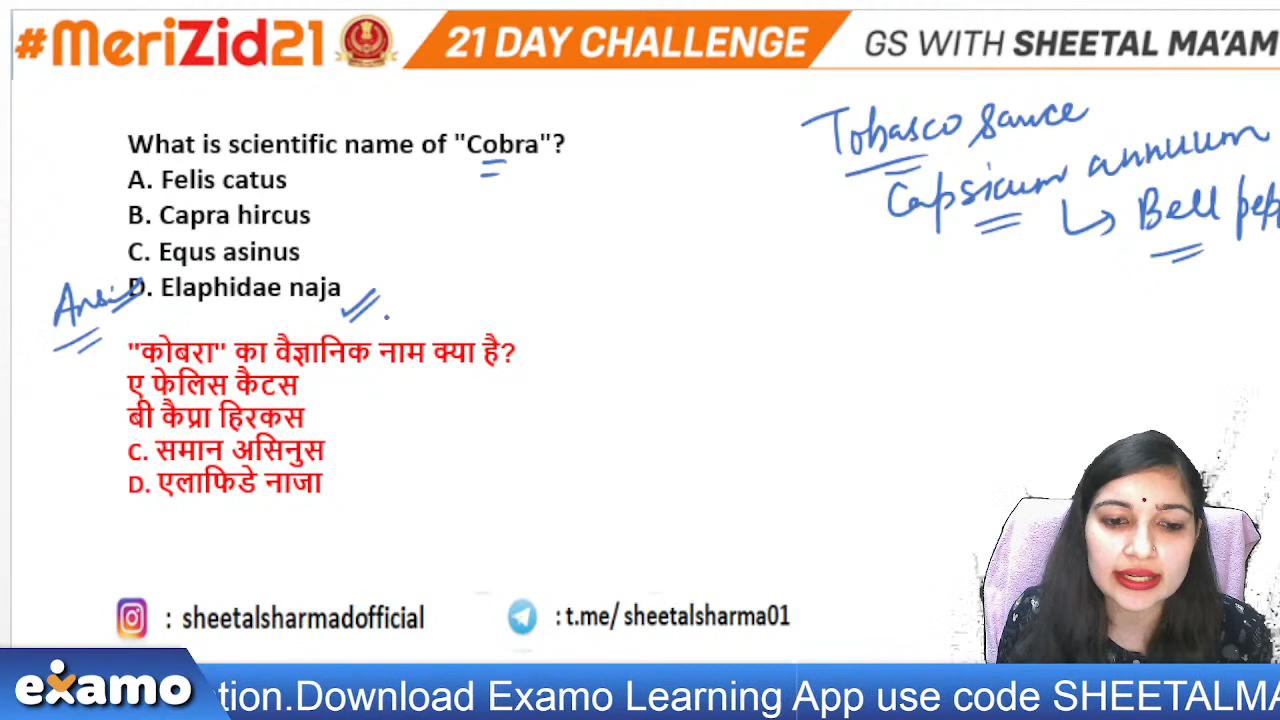 #MeriZid21 21 DAY CHALLENGE GS WITH SHEETAL MA'AM
What is scientific name of "Cobra"?
A. Felis catus
B. Capra hircus
C. Equs asinus
D. Elaphidae naja
Tobasco sauce
Capsicum annuum
Bell pep
"कोबरा" का वैज्ञानिक नाम क्या है?
ए फेलिस कैटस
बी कैप्रा हिरकस
C. समान असिनुस
D. एलाफिडे नाजा
: sheetalsharmadofficial : t.me/ sheetalsharma01
examo tion.Download Examo Learning App use code SHEETALMA